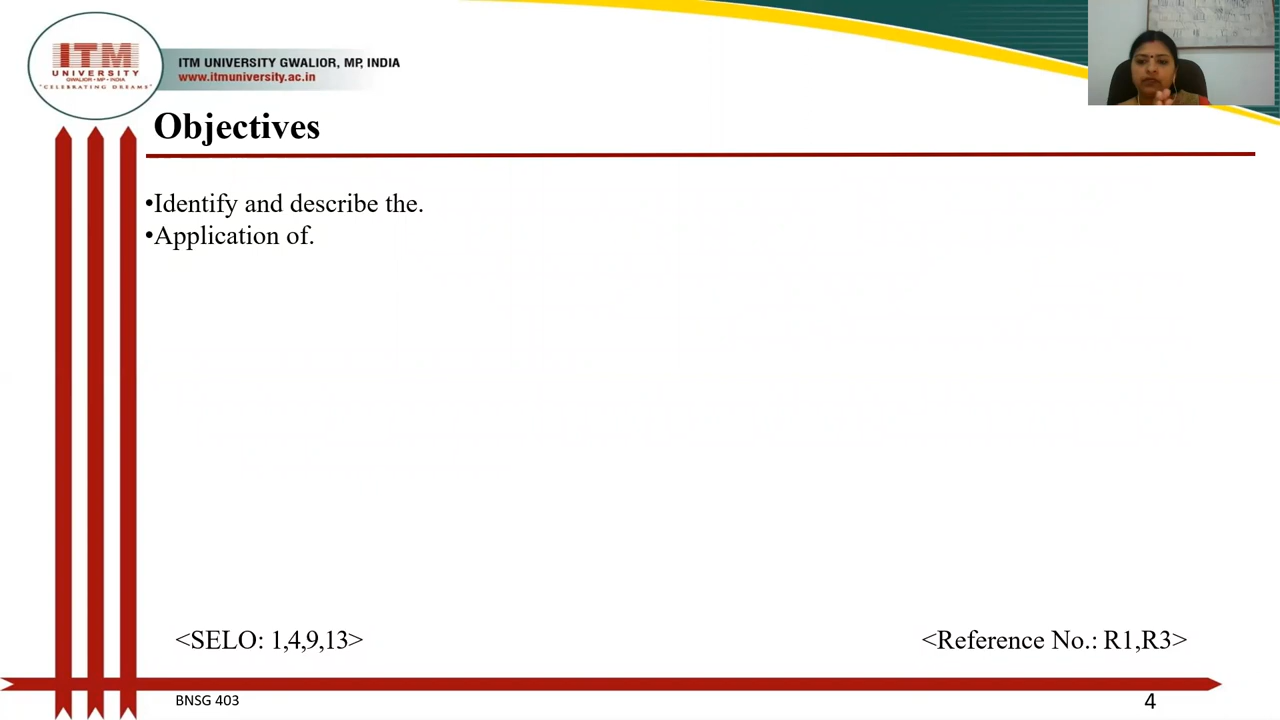 ITM
UNIVERSITY
GWALIOR • MP • INDIA
"CELEBRATING DREAMS"
ITM UNIVERSITY GWALIOR, MP, INDIA
www.itmuniversity.ac.in
Objectives
•Identify and describe the.
•Application of.
<SELO: 1,4,9,13>
<Reference No.: R1,R3>
BNSG 403
4